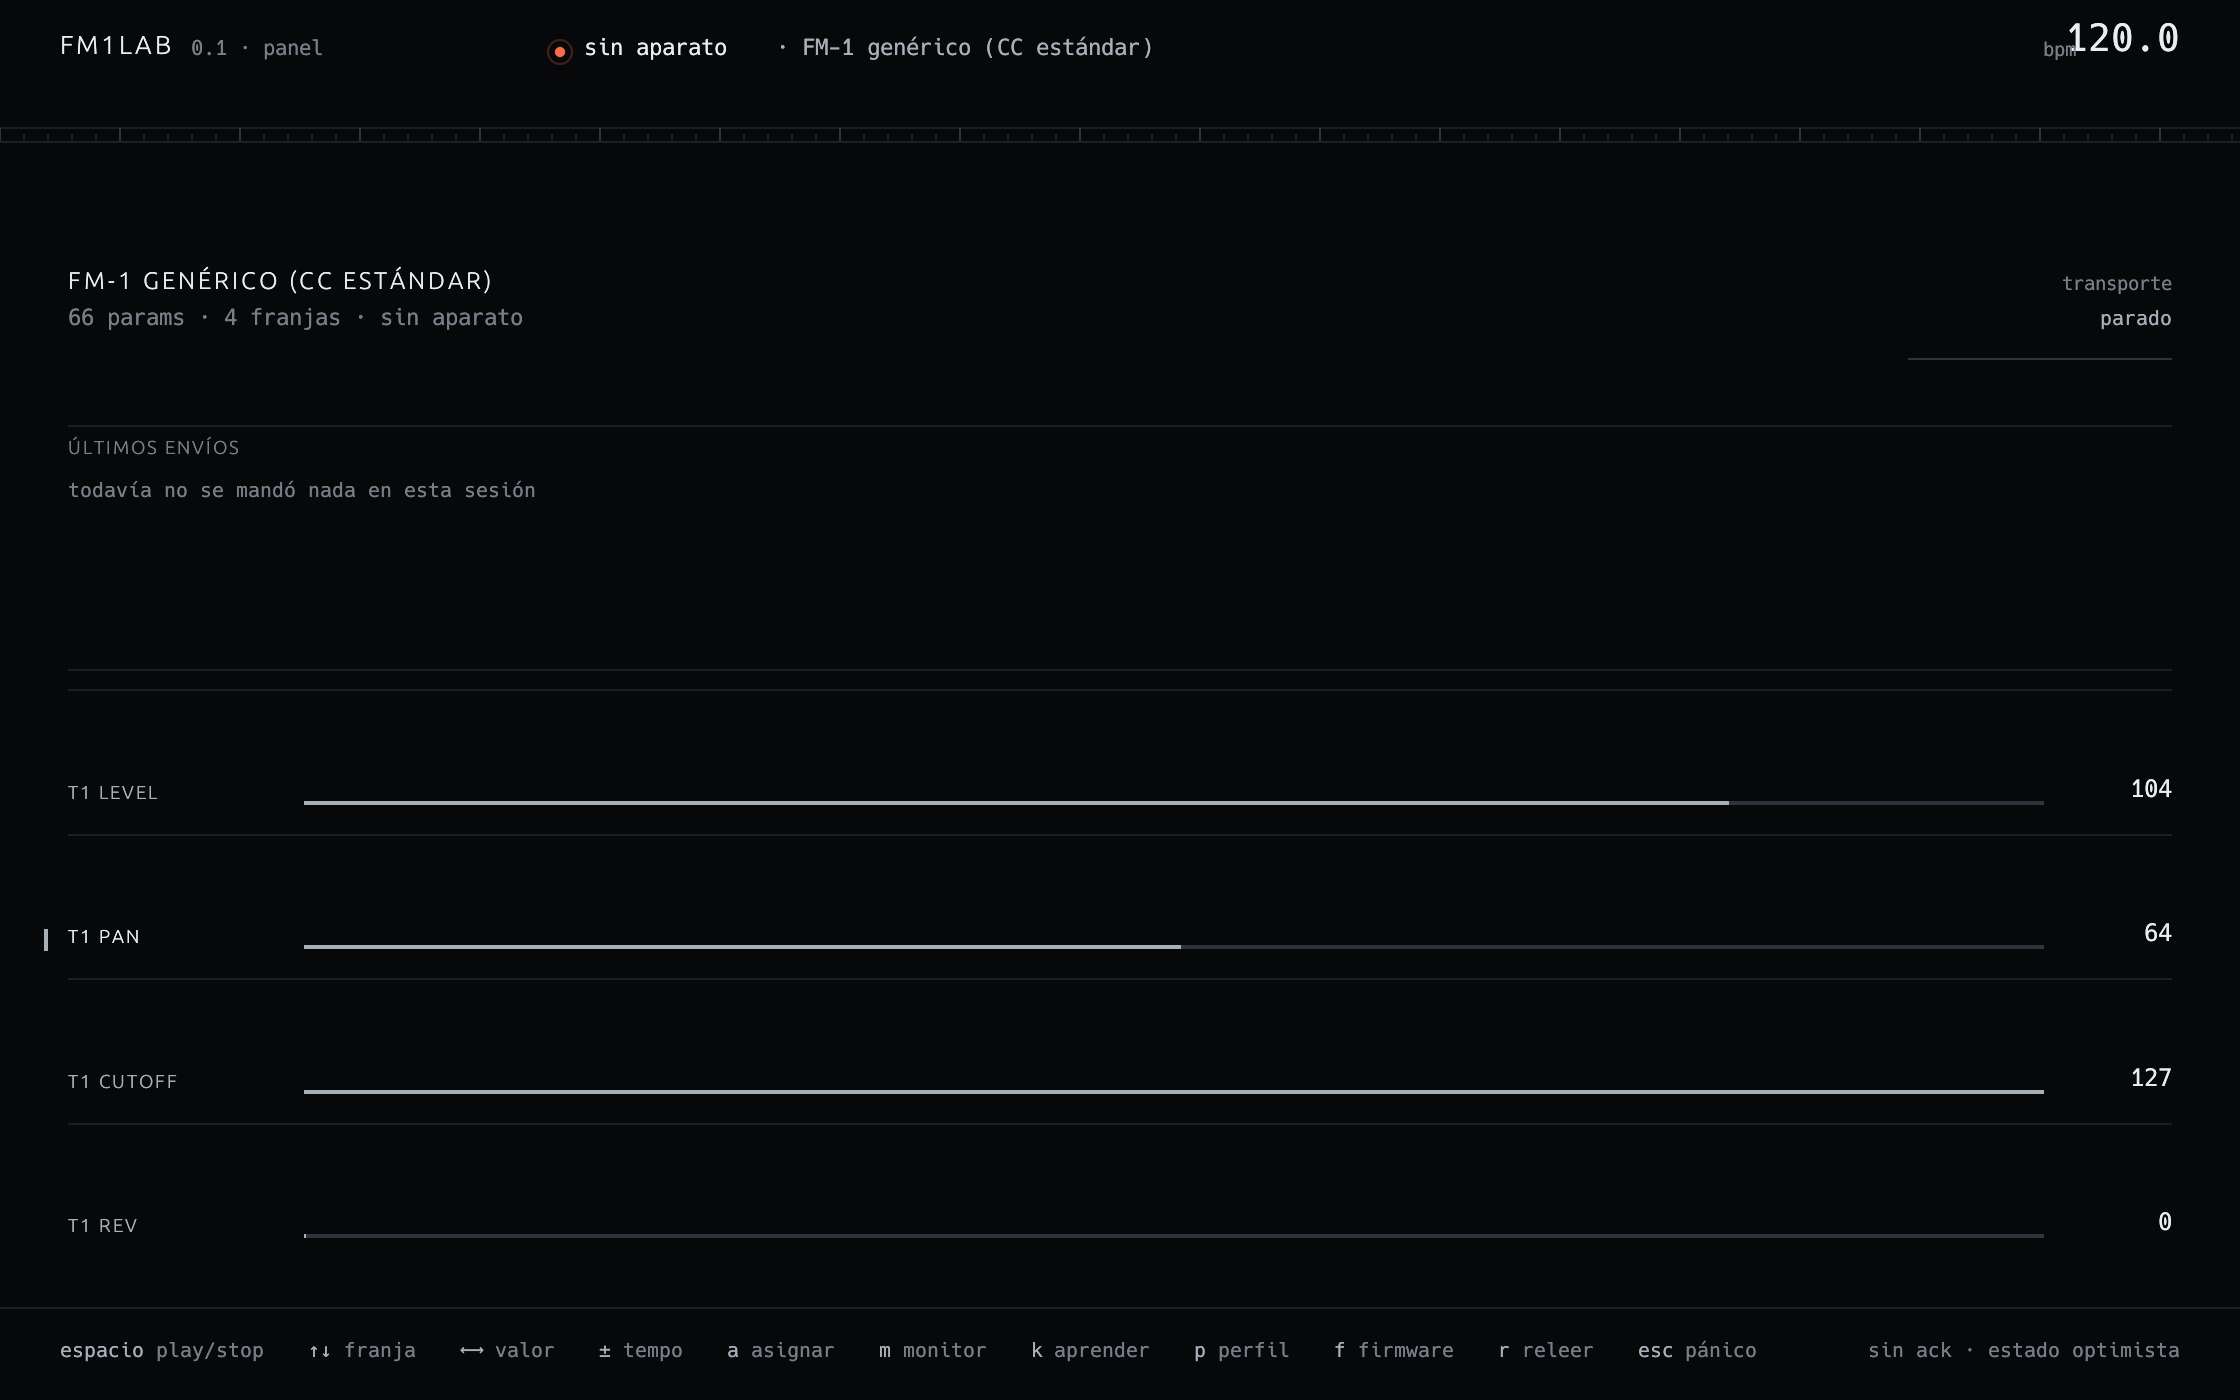 FM1LAB 0.1 · panel
sin aparato · FM-1 genérico (CC estándar)
bpm 120.0
FM-1 GENÉRICO (CC ESTÁNDAR)
66 params · 4 franjas · sin aparato
transporte
parado
ÚLTIMOS ENVÍOS
todavía no se mandó nada en esta sesión
T1 LEVEL 104
T1 PAN 64
T1 CUTOFF 127
T1 REV 0
espacio play/stop ↑↓ franja ←→ valor ± tempo a asignar m monitor k aprender p perfil f firmware r releer esc pánico sin ack · estado optimista